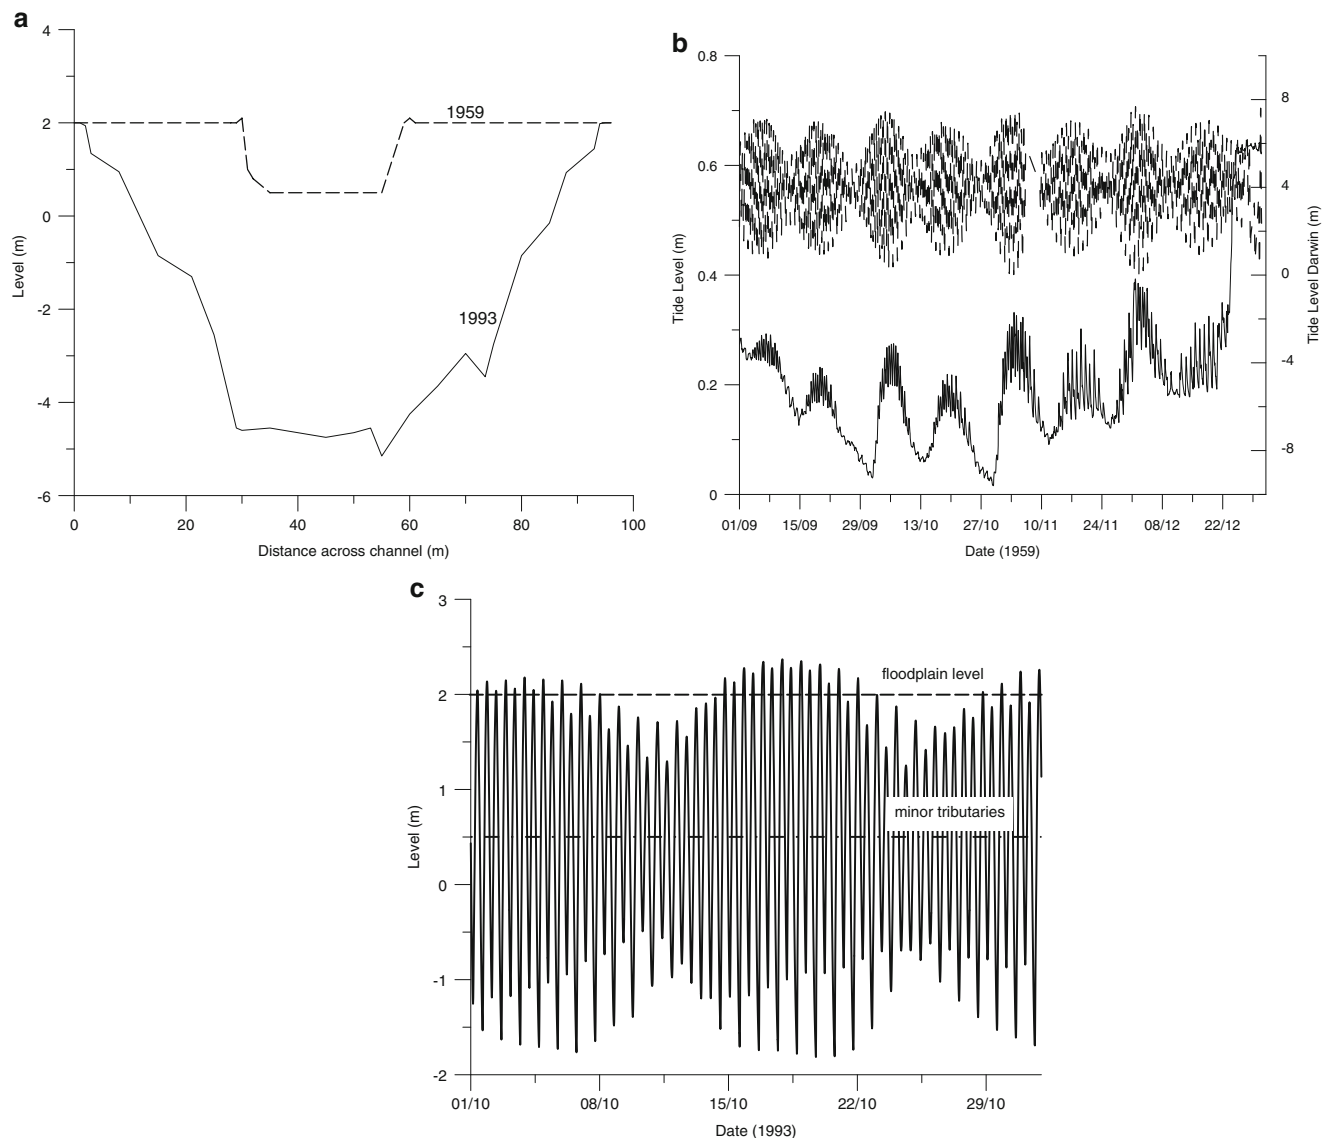 a
4
2
0
-2
-4
-6
Level (m)
1959
1993
0 20 40 60 80 100
Distance across channel (m)
b
0.8
0.6
0.4
0.2
0
Tide Level (m)
8
4
0
-4
-8
Tide Level Darwin (m)
01/09 15/09 29/09 13/10 27/10 10/11 24/11 08/12 22/12
Date (1959)
c
3
2
1
0
-1
-2
Level (m)
floodplain level
minor tributaries
01/10 08/10 15/10 22/10 29/10
Date (1993)